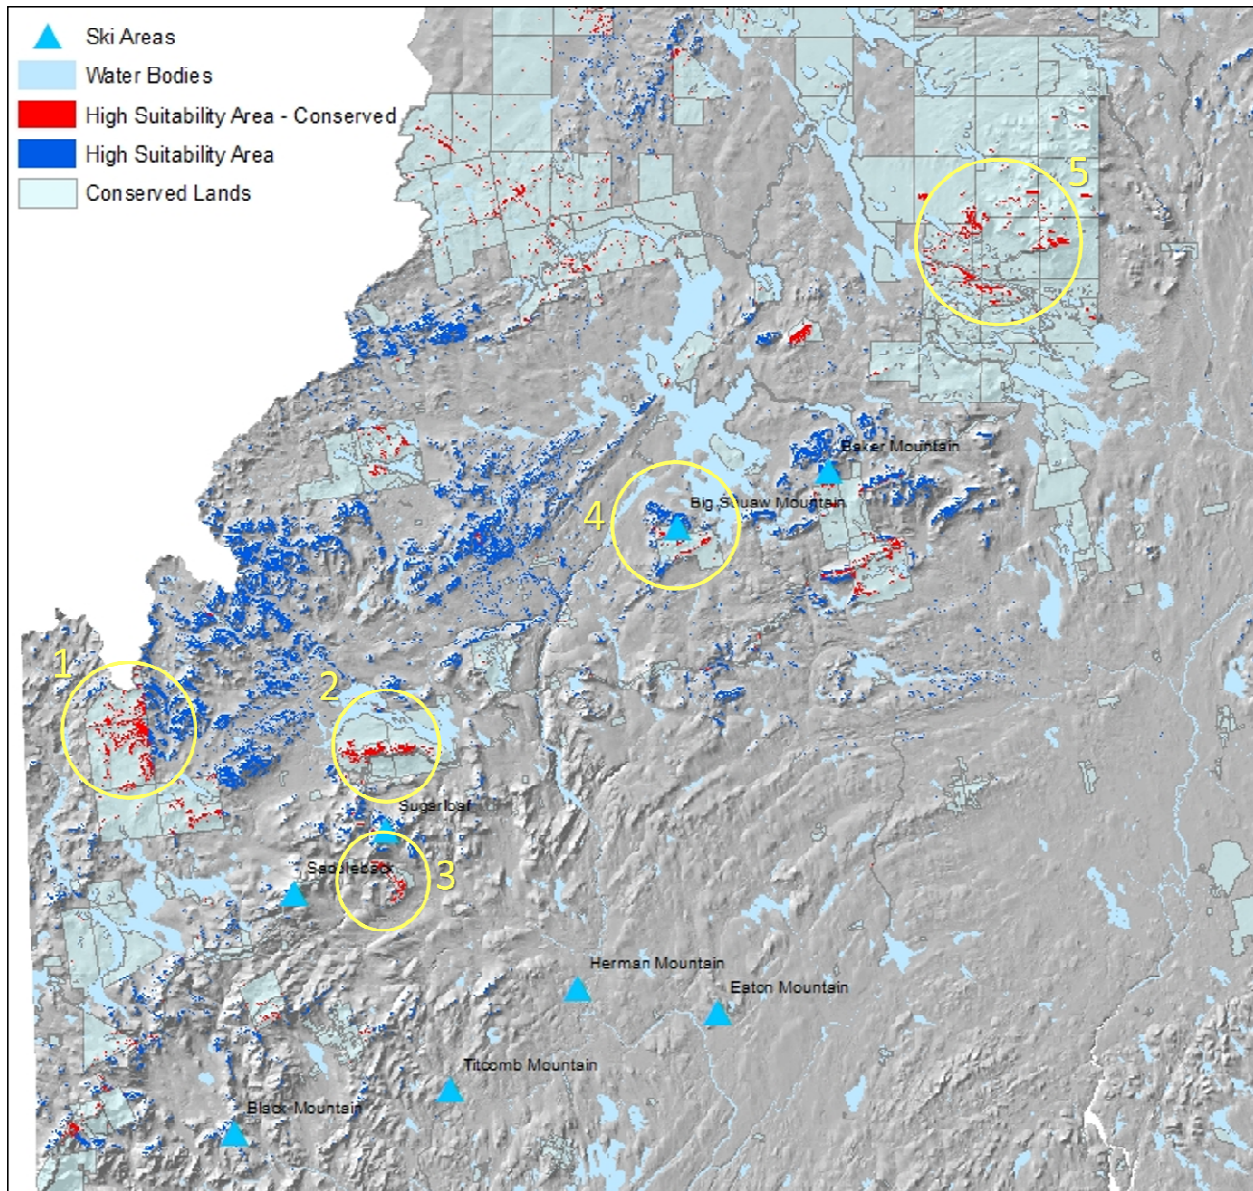 Ski Areas
Water Bodies
High Suitability Area - Conserved
High Suitability Area
Conserved Lands
5
Baker Mountain
4
Big Squaw Mountain
1
2
Sugarloaf
Saddleback
3
Herman Mountain
Eaton Mountain
Titcomb Mountain
Black Mountain